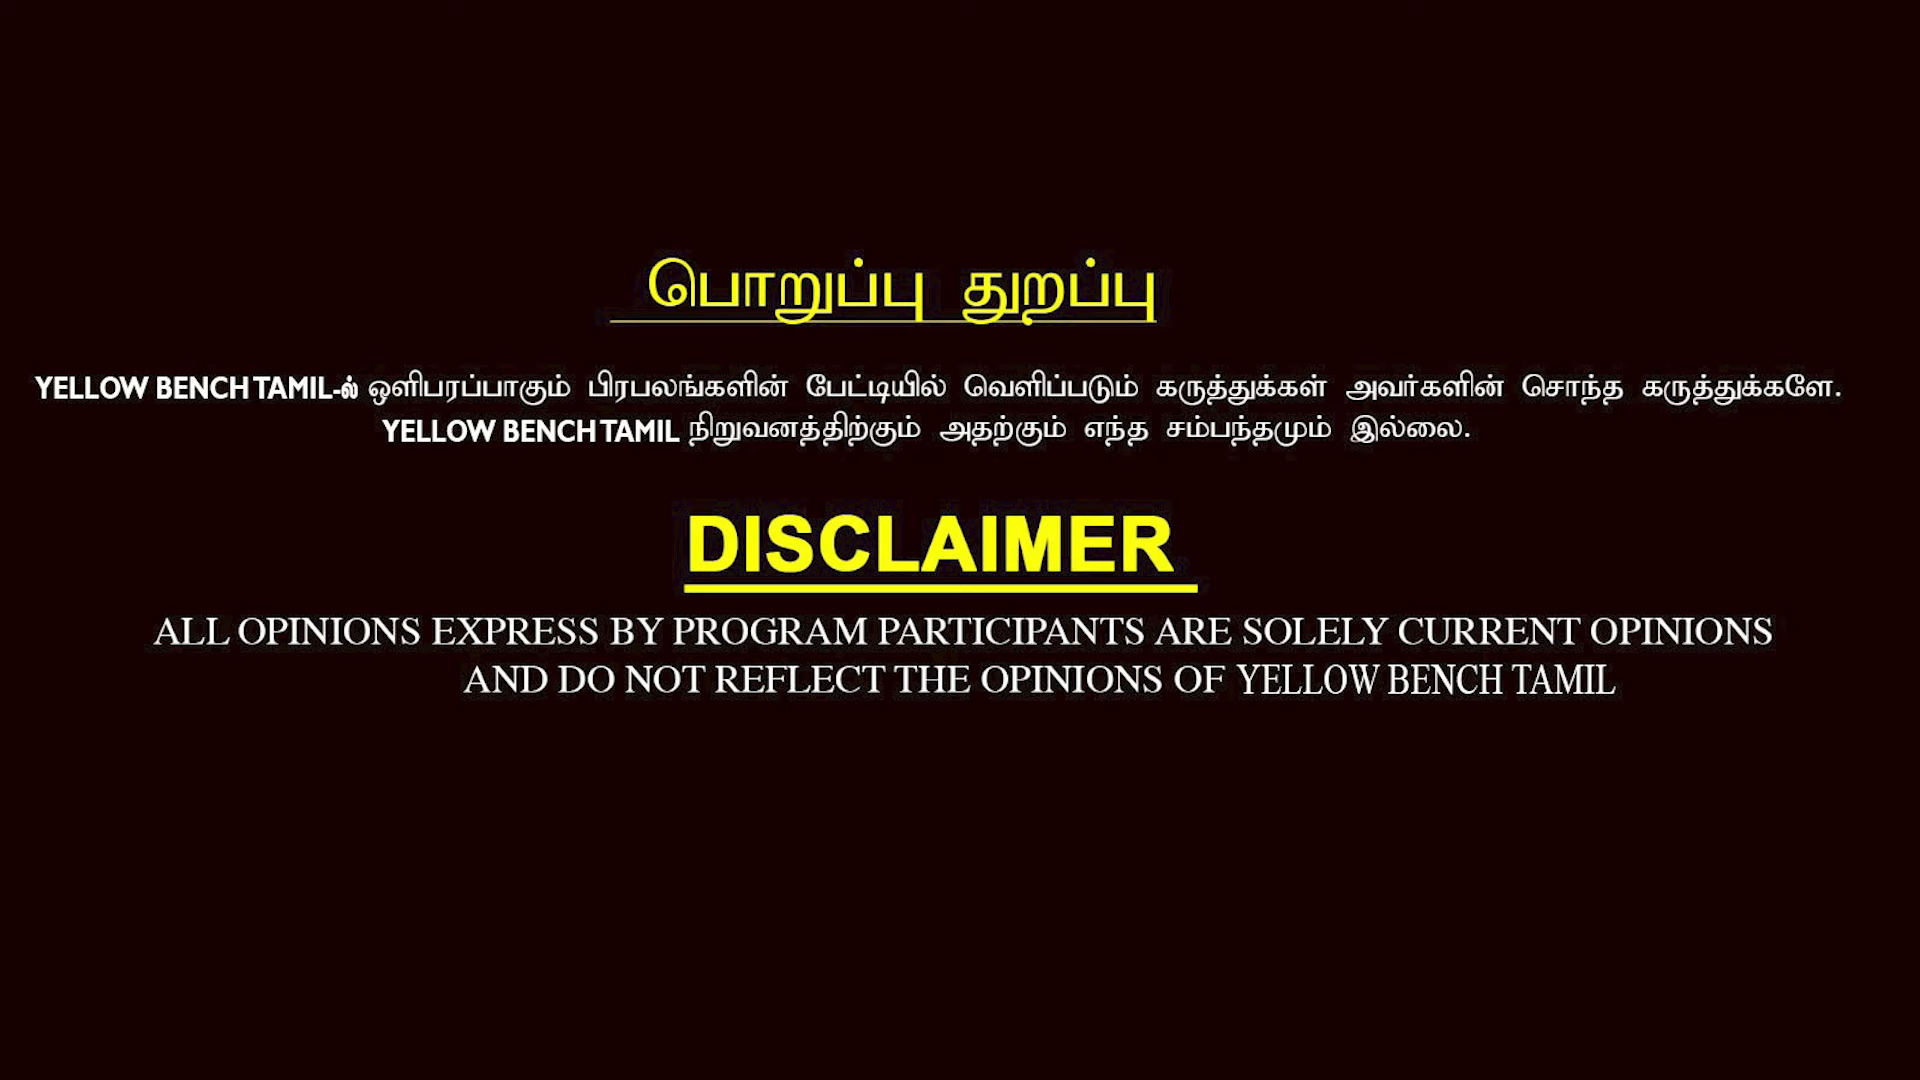 பொறுப்பு துறப்பு
YELLOW BENCH TAMIL-ல் ஒளிபரப்பாகும் பிரபலங்களின் பேட்டியில் வெளிப்படும் கருத்துக்கள் அவர்களின் சொந்த கருத்துக்களே.
YELLOW BENCH TAMIL நிறுவனத்திற்கும் அதற்கும் எந்த சம்பந்தமும் இல்லை.
DISCLAIMER
ALL OPINIONS EXPRESS BY PROGRAM PARTICIPANTS ARE SOLELY CURRENT OPINIONS
AND DO NOT REFLECT THE OPINIONS OF YELLOW BENCH TAMIL